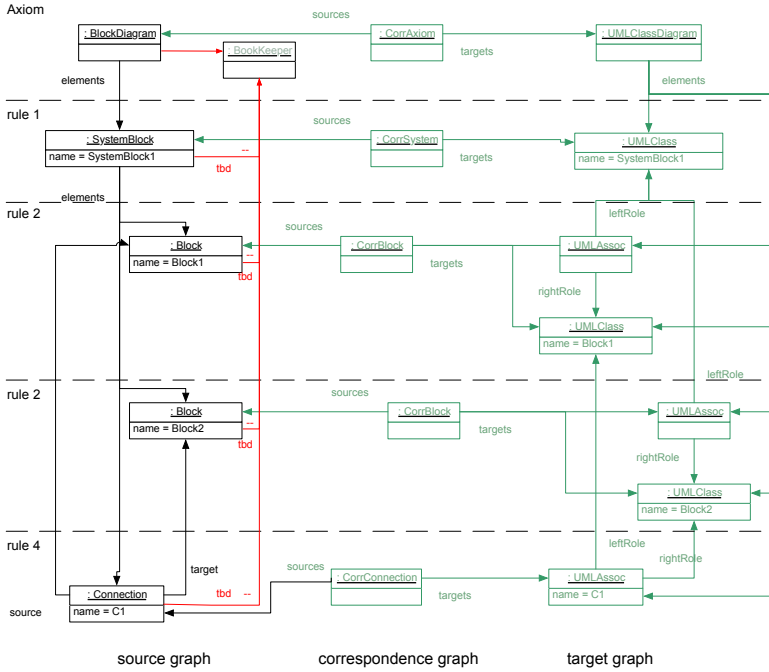 Axiom
sources
: BlockDiagram
: CorrAxiom
: UMLClassDiagram
: BookKeeper
targets
elements
elements
rule 1
sources
: SystemBlock
: CorrSystem
: UMLClass
name = SystemBlock1
--
tbd
targets
name = SystemBlock1
elements
rule 2
sources
leftRole
: Block
: CorrBlock
: UMLAssoc
name = Block1
--
tbd
targets
rightRole
: UMLClass
name = Block1
leftRole
rule 2
sources
: Block
: CorrBlock
: UMLAssoc
name = Block2
--
tbd
targets
rightRole
: UMLClass
name = Block2
rule 4
leftRole
rightRole
target
sources
: CorrConnection
: UMLAssoc
: Connection
tbd
--
name = C1
source
name = C1
targets
source graph
correspondence graph
target graph